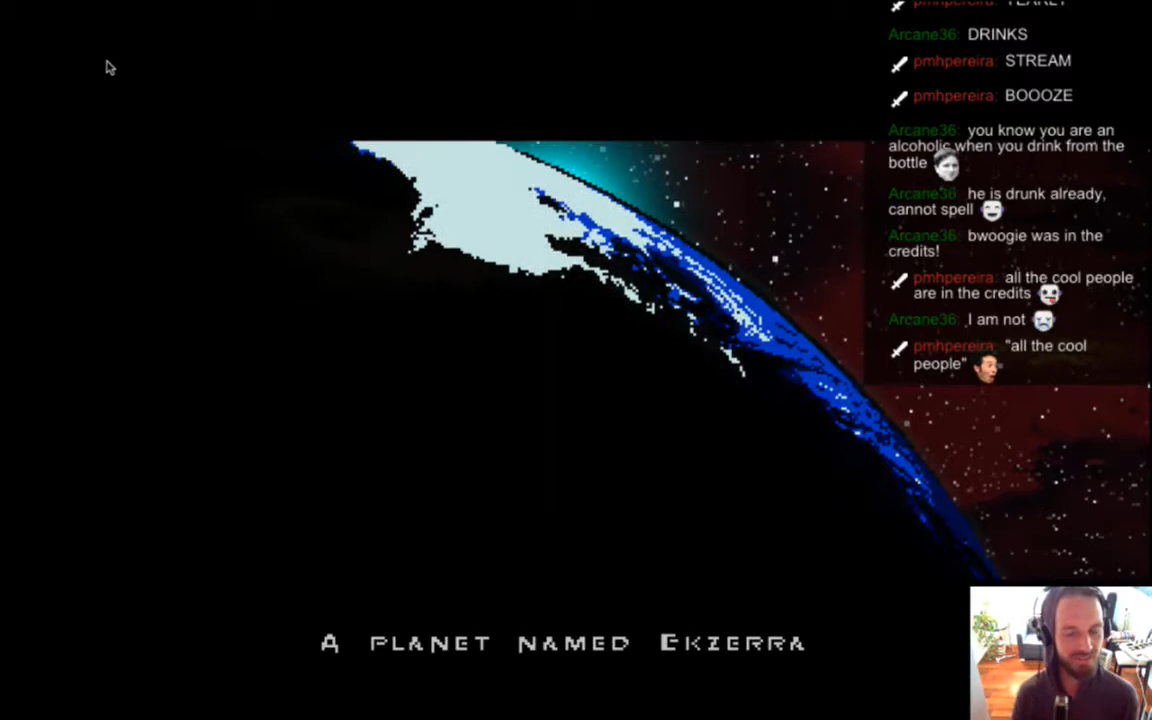 Arcane36: DRINKS
pmhpereira: STREAM
pmhpereira: BOOOZE
Arcane36: you know you are an
alcoholic when you drink from the
bottle
Arcane36: he is drunk already,
cannot spell
Arcane36: bwoogie was in the
credits!
pmhpereira: all the cool people
are in the credits
Arcane36: I am not
pmhpereira: "all the cool
people"
A PLANET NAMED EKZERRA